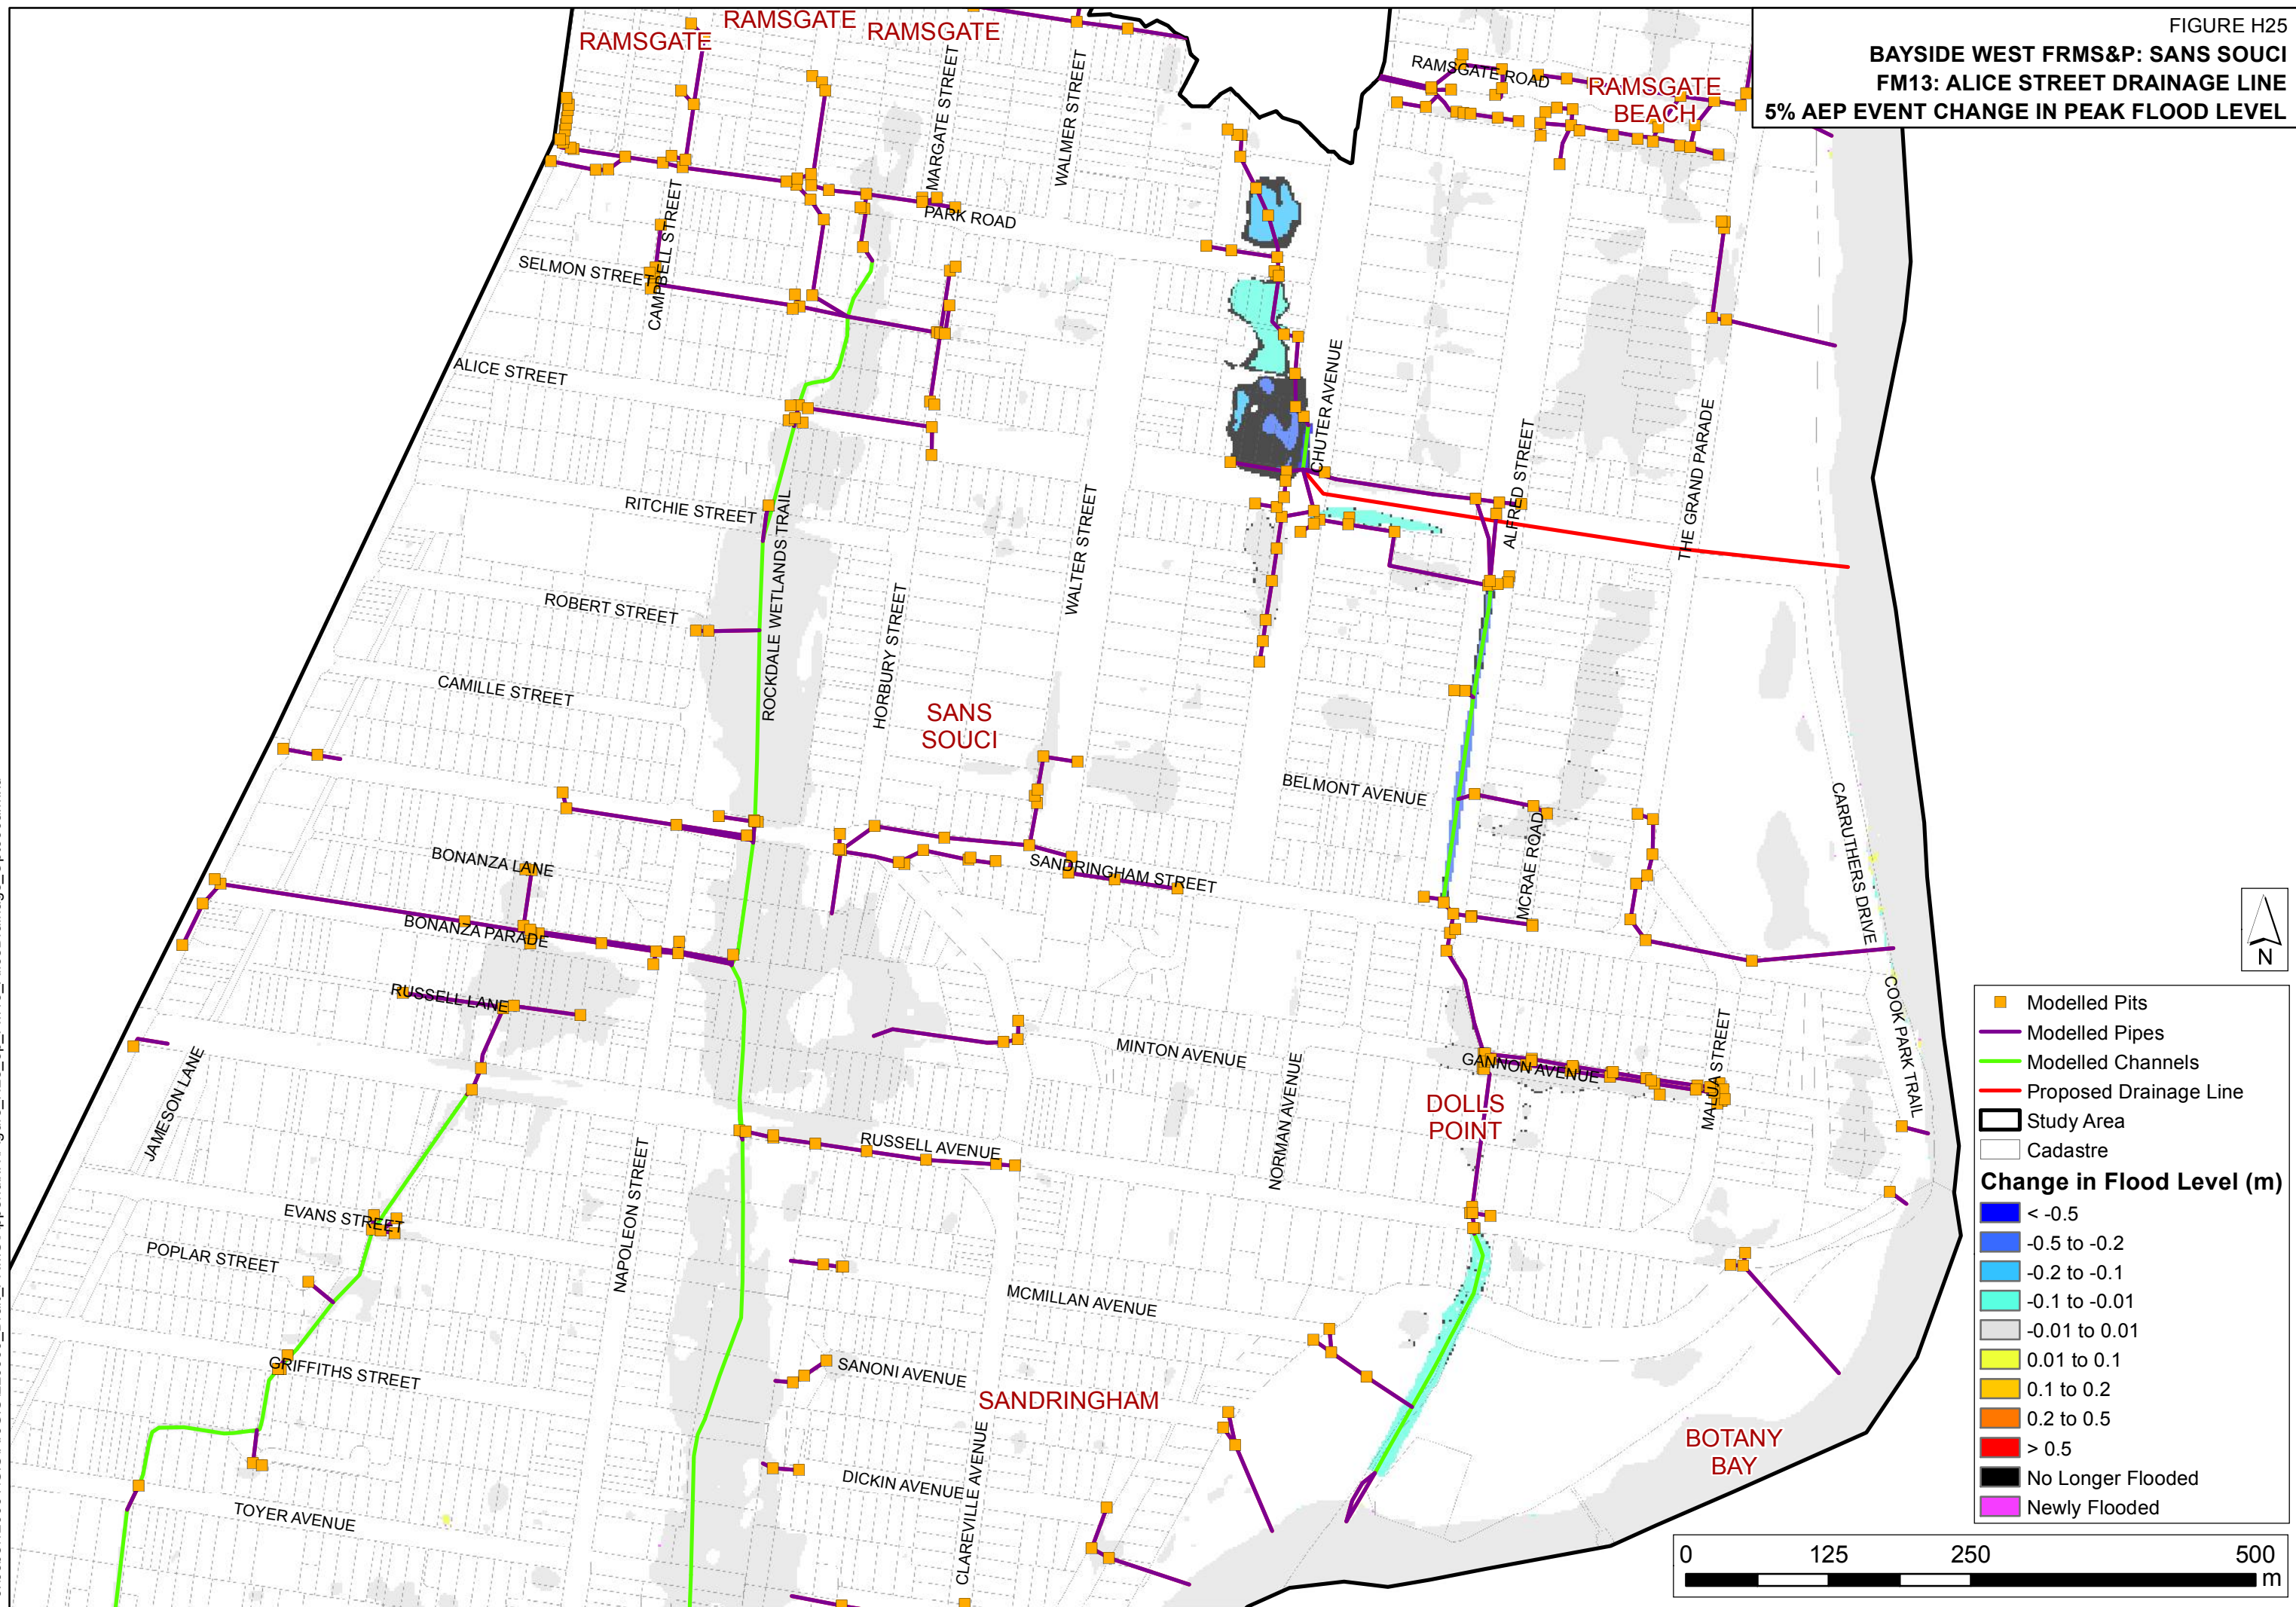 FIGURE H25
BAYSIDE WEST FRMS&P: SANS SOUCI
FM13: ALICE STREET DRAINAGE LINE
5% AEP EVENT CHANGE IN PEAK FLOOD LEVEL
RAMSGATE
RAMSGATE
RAMSGATE
RAMSGATE ROAD
RAMSGATE
BEACH
MARGATE STREET
WALMER STREET
PARK ROAD
CAMPBELL STREET
SELMON STREET
ALICE STREET
CHUTER AVENUE
ALFRED STREET
THE GRAND PARADE
RITCHIE STREET
ROCKDALE WETLANDS TRAIL
WALTER STREET
ROBERT STREET
HORBURY STREET
CAMILLE STREET
SANS
SOUCI
BELMONT AVENUE
CARRUTHERS DRIVE
MCRAE ROAD
BONANZA LANE
SANDRINGHAM STREET
BONANZA PARADE
RUSSELL LANE
COOK PARK TRAIL
MINTON AVENUE
GANNON AVENUE
MALUA STREET
JAMESON LANE
NORMAN AVENUE
DOLLS
POINT
RUSSELL AVENUE
NAPOLEON STREET
EVANS STREET
POPLAR STREET
MCMILLAN AVENUE
GRIFFITHS STREET
SANONI AVENUE
SANDRINGHAM
CLAREVILLE AVENUE
DICKIN AVENUE
TOYER AVENUE
BOTANY
BAY
N
Modelled Pits
Modelled Pipes
Modelled Channels
Proposed Drainage Line
Study Area
Cadastre
Change in Flood Level (m)
< -0.5
-0.5 to -0.2
-0.2 to -0.1
-0.1 to -0.01
-0.01 to 0.01
0.01 to 0.1
0.1 to 0.2
0.2 to 0.5
> 0.5
No Longer Flooded
Newly Flooded
0 125 250 500
m